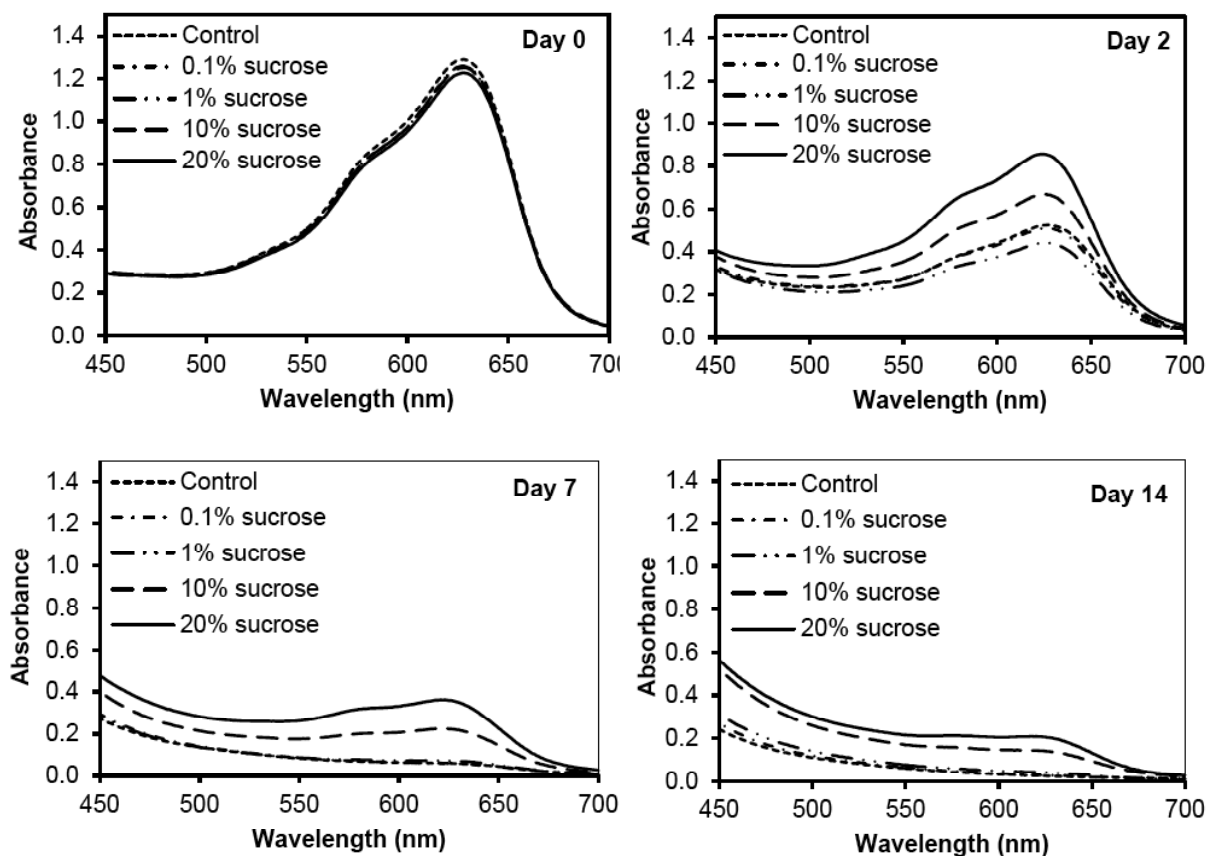 1.4
1.2
1.0
0.8
0.6
0.4
0.2
0.0
Absorbance
Control
0.1% sucrose
1% sucrose
10% sucrose
20% sucrose
Day 0
450 500 550 600 650 700
Wavelength (nm)
1.4
1.2
1.0
0.8
0.6
0.4
0.2
0.0
Absorbance
Control
0.1% sucrose
1% sucrose
10% sucrose
20% sucrose
Day 2
450 500 550 600 650 700
Wavelength (nm)
1.4
1.2
1.0
0.8
0.6
0.4
0.2
0.0
Absorbance
Control
0.1% sucrose
1% sucrose
10% sucrose
20% sucrose
Day 7
450 500 550 600 650 700
Wavelength (nm)
1.4
1.2
1.0
0.8
0.6
0.4
0.2
0.0
Absorbance
Control
0.1% sucrose
1% sucrose
10% sucrose
20% sucrose
Day 14
450 500 550 600 650 700
Wavelength (nm)